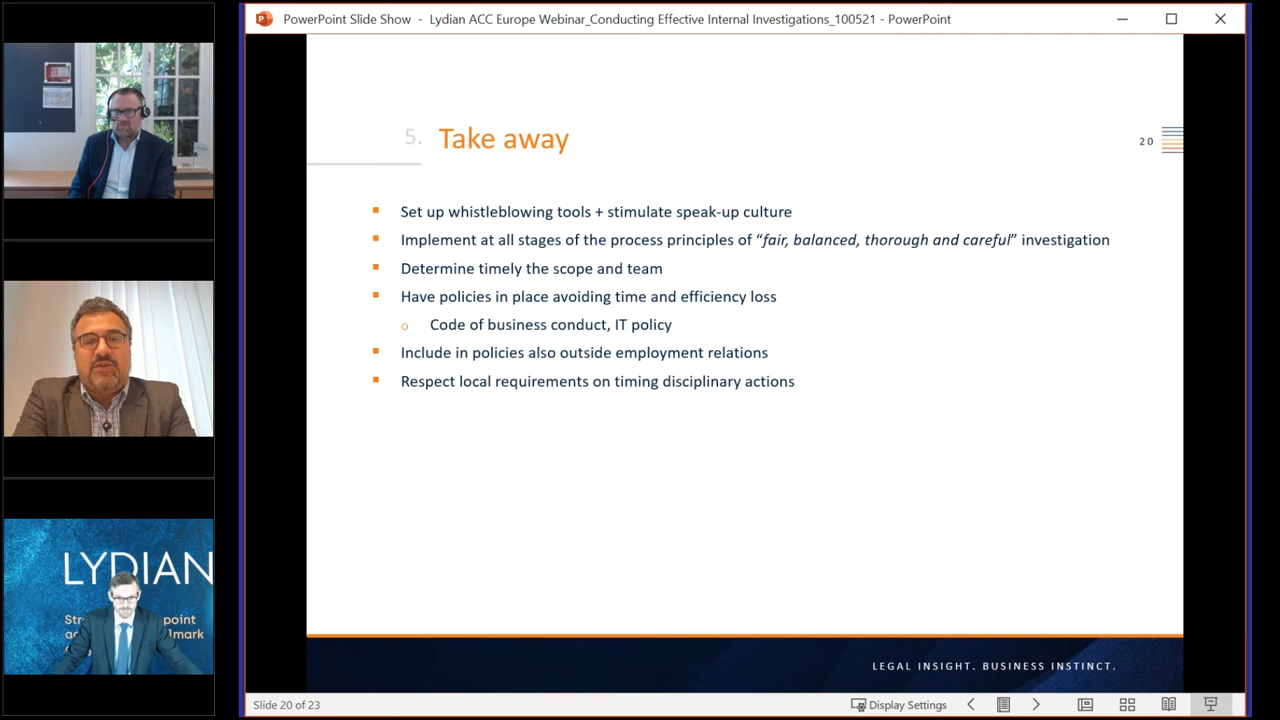 PowerPoint Slide Show - Lydian ACC Europe Webinar_Conducting Effective Internal Investigations_100521 - PowerPoint
5. Take away
20
Set up whistleblowing tools + stimulate speak-up culture
Implement at all stages of the process principles of “fair, balanced, thorough and careful” investigation
Determine timely the scope and team
Have policies in place avoiding time and efficiency loss
Code of business conduct, IT policy
Include in policies also outside employment relations
Respect local requirements on timing disciplinary actions
LEGAL INSIGHT. BUSINESS INSTINCT.
Slide 20 of 23
Display Settings
LYDIAN